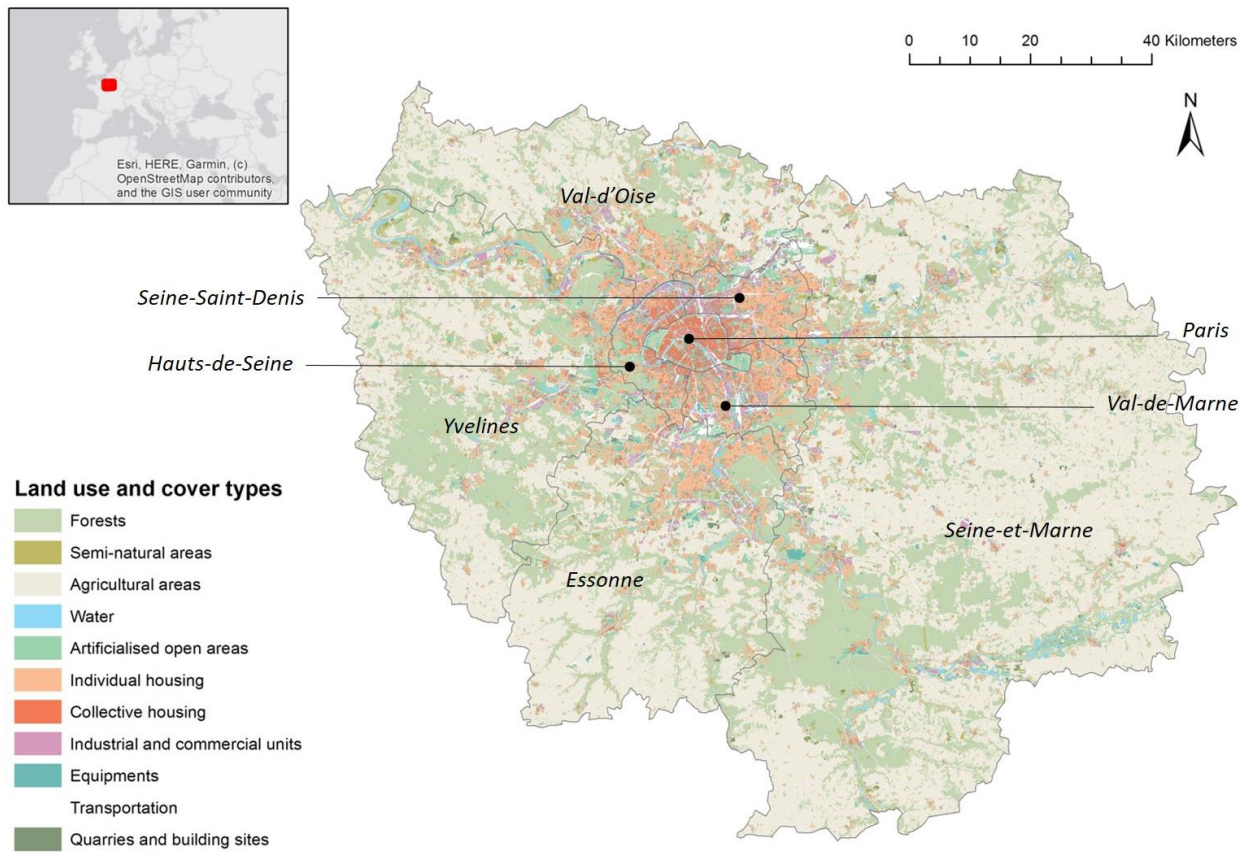 Esri, HERE, Garmin, (c)
OpenStreetMap contributors,
and the GIS user community
0 10 20 40 Kilometers
N
Val-d'Oise
Seine-Saint-Denis
Paris
Hauts-de-Seine
Val-de-Marne
Yvelines
Seine-et-Marne
Essonne
Land use and cover types
Forests
Semi-natural areas
Agricultural areas
Water
Artificialised open areas
Individual housing
Collective housing
Industrial and commercial units
Equipments
Transportation
Quarries and building sites